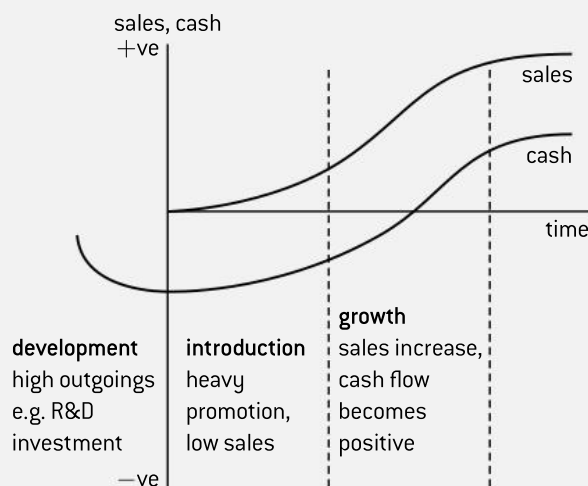 sales, cash
+ve
sales
cash
time
development
high outgoings
e.g. R&D
investment
introduction
heavy
promotion,
low sales
growth
sales increase,
cash flow
becomes
positive
−ve